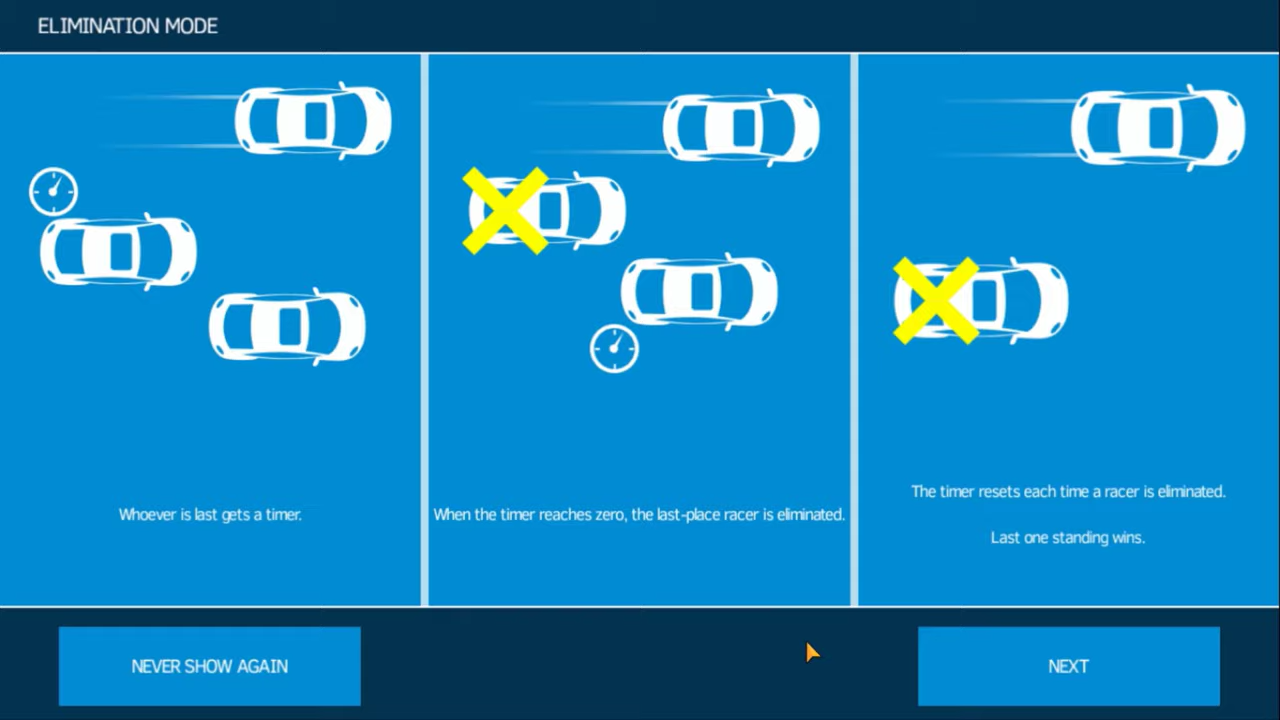 ELIMINATION MODE
Whoever is last gets a timer.
When the timer reaches zero, the last-place racer is eliminated.
The timer resets each time a racer is eliminated.
Last one standing wins.
NEVER SHOW AGAIN
NEXT